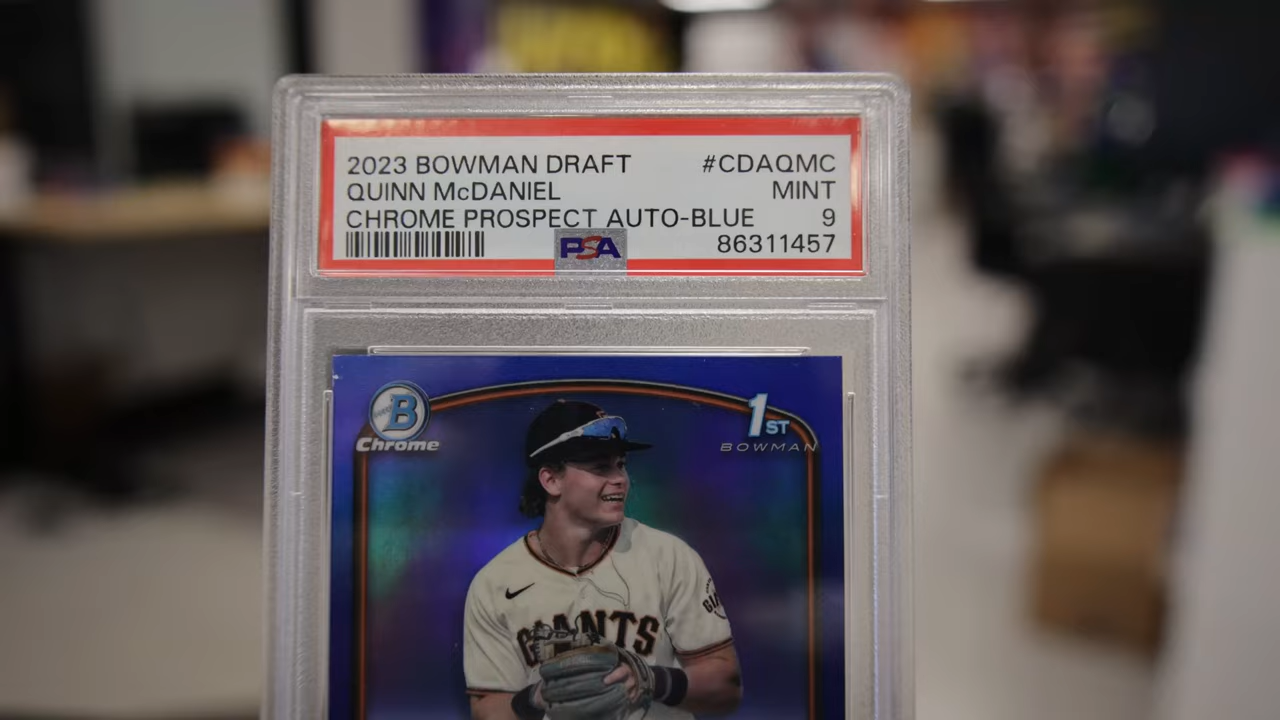 2023 BOWMAN DRAFT #CDAQMC
QUINN McDANIEL MINT
CHROME PROSPECT AUTO-BLUE 9
PSA 86311457
B
Chrome
1ST
BOWMAN
GIANTS